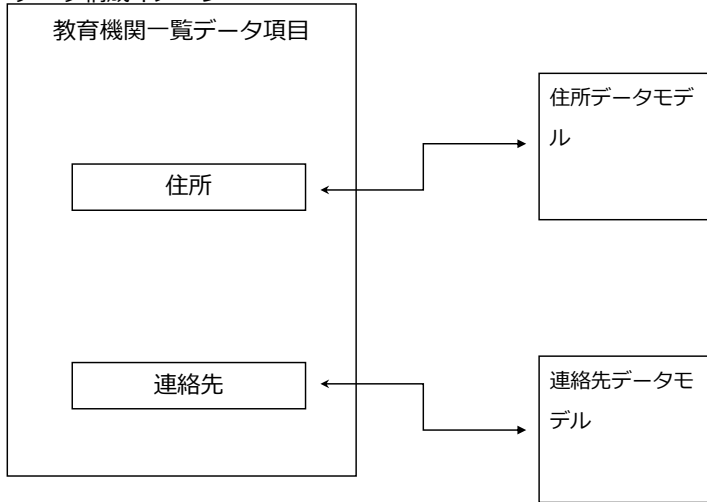 教育機関一覧データ項目
住所データモデ
ル
住所
連絡先データモ
デル
連絡先